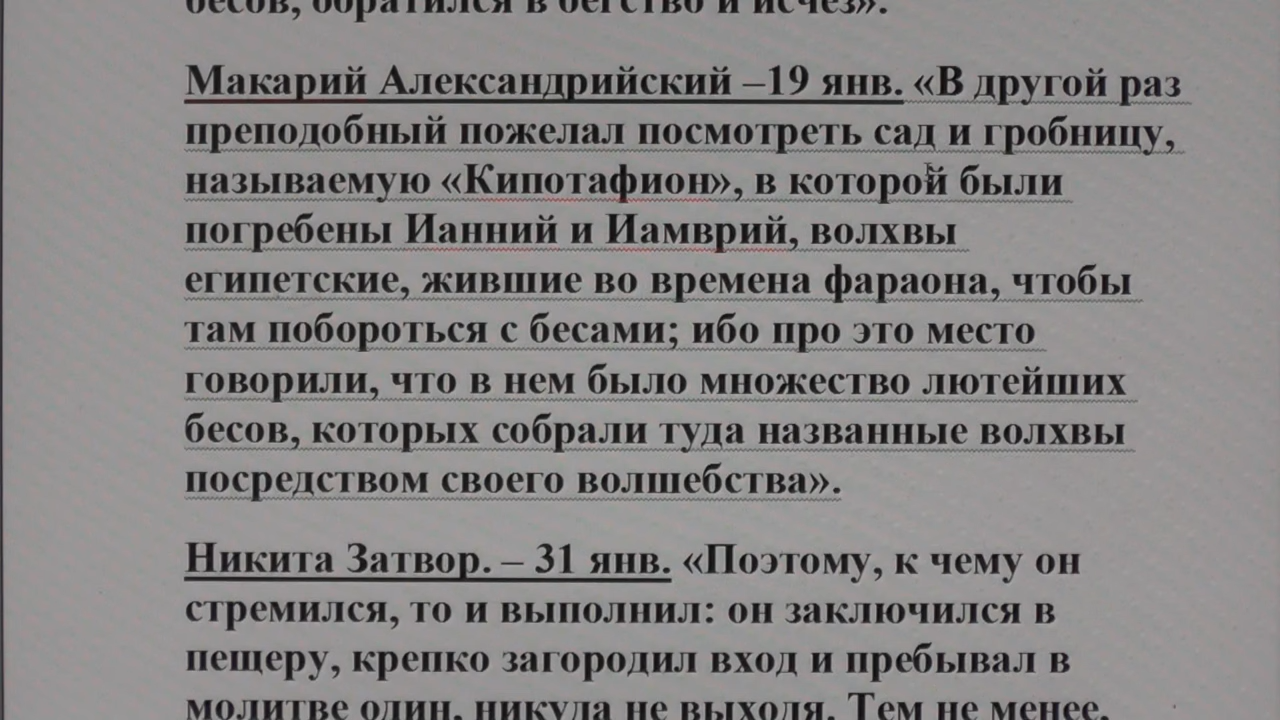 бесов, обратился в бегство и исчез».
Макарий Александрийский –19 янв. «В другой раз
преподобный пожелал посмотреть сад и гробницу,
называемую «Кипотафион», в которой были
погребены Ианний и Иамврий, волхвы
египетские, жившие во времена фараона, чтобы
там побороться с бесами; ибо про это место
говорили, что в нем было множество лютейших
бесов, которых собрали туда названные волхвы
посредством своего волшебства».
Никита Затвор. – 31 янв. «Поэтому, к чему он
стремился, то и выполнил: он заключился в
пещеру, крепко загородил вход и пребывал в
молитве один, никуда не выходя. Тем не менее,